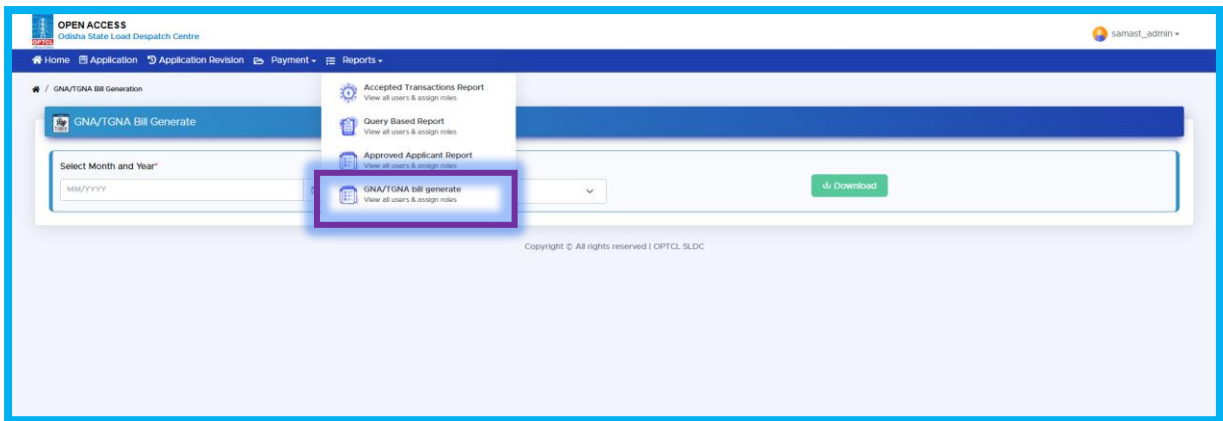 OPEN ACCESS
Odisha State Load Despatch Centre
OPTCL
samast_admin
Home Application Application Revision Payment Reports
/ GNA/TGNA Bill Generation
Accepted Transactions Report
View all users & assign roles
GNA/TGNA Bill Generate
Query Based Report
View all users & assign roles
Approved Applicant Report
View all users & assign roles
Select Month and Year*
MM/YYYY
GNA/TGNA bill generate
View all users & assign roles
Download
Copyright © All rights reserved | OPTCL SLDC